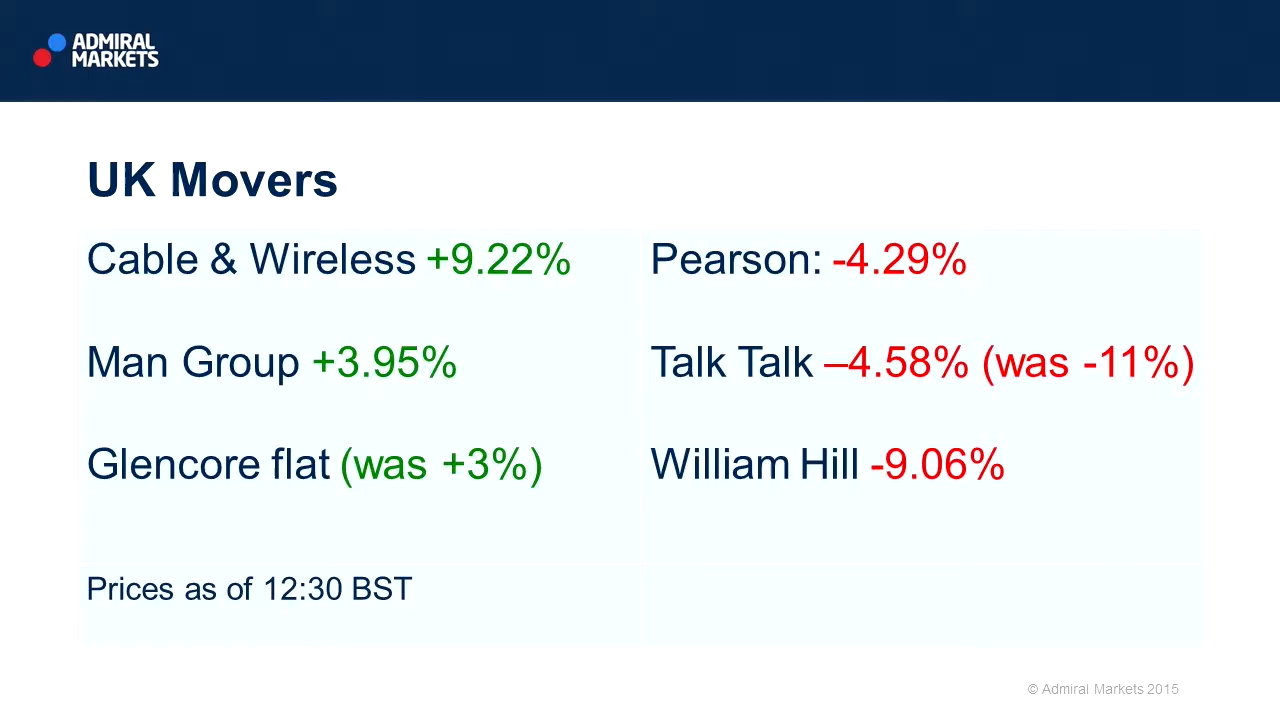 ADMIRAL
MARKETS
UK Movers
Cable & Wireless +9.22%
Pearson: -4.29%
Man Group +3.95%
Talk Talk –4.58% (was -11%)
Glencore flat (was +3%)
William Hill -9.06%
Prices as of 12:30 BST
© Admiral Markets 2015